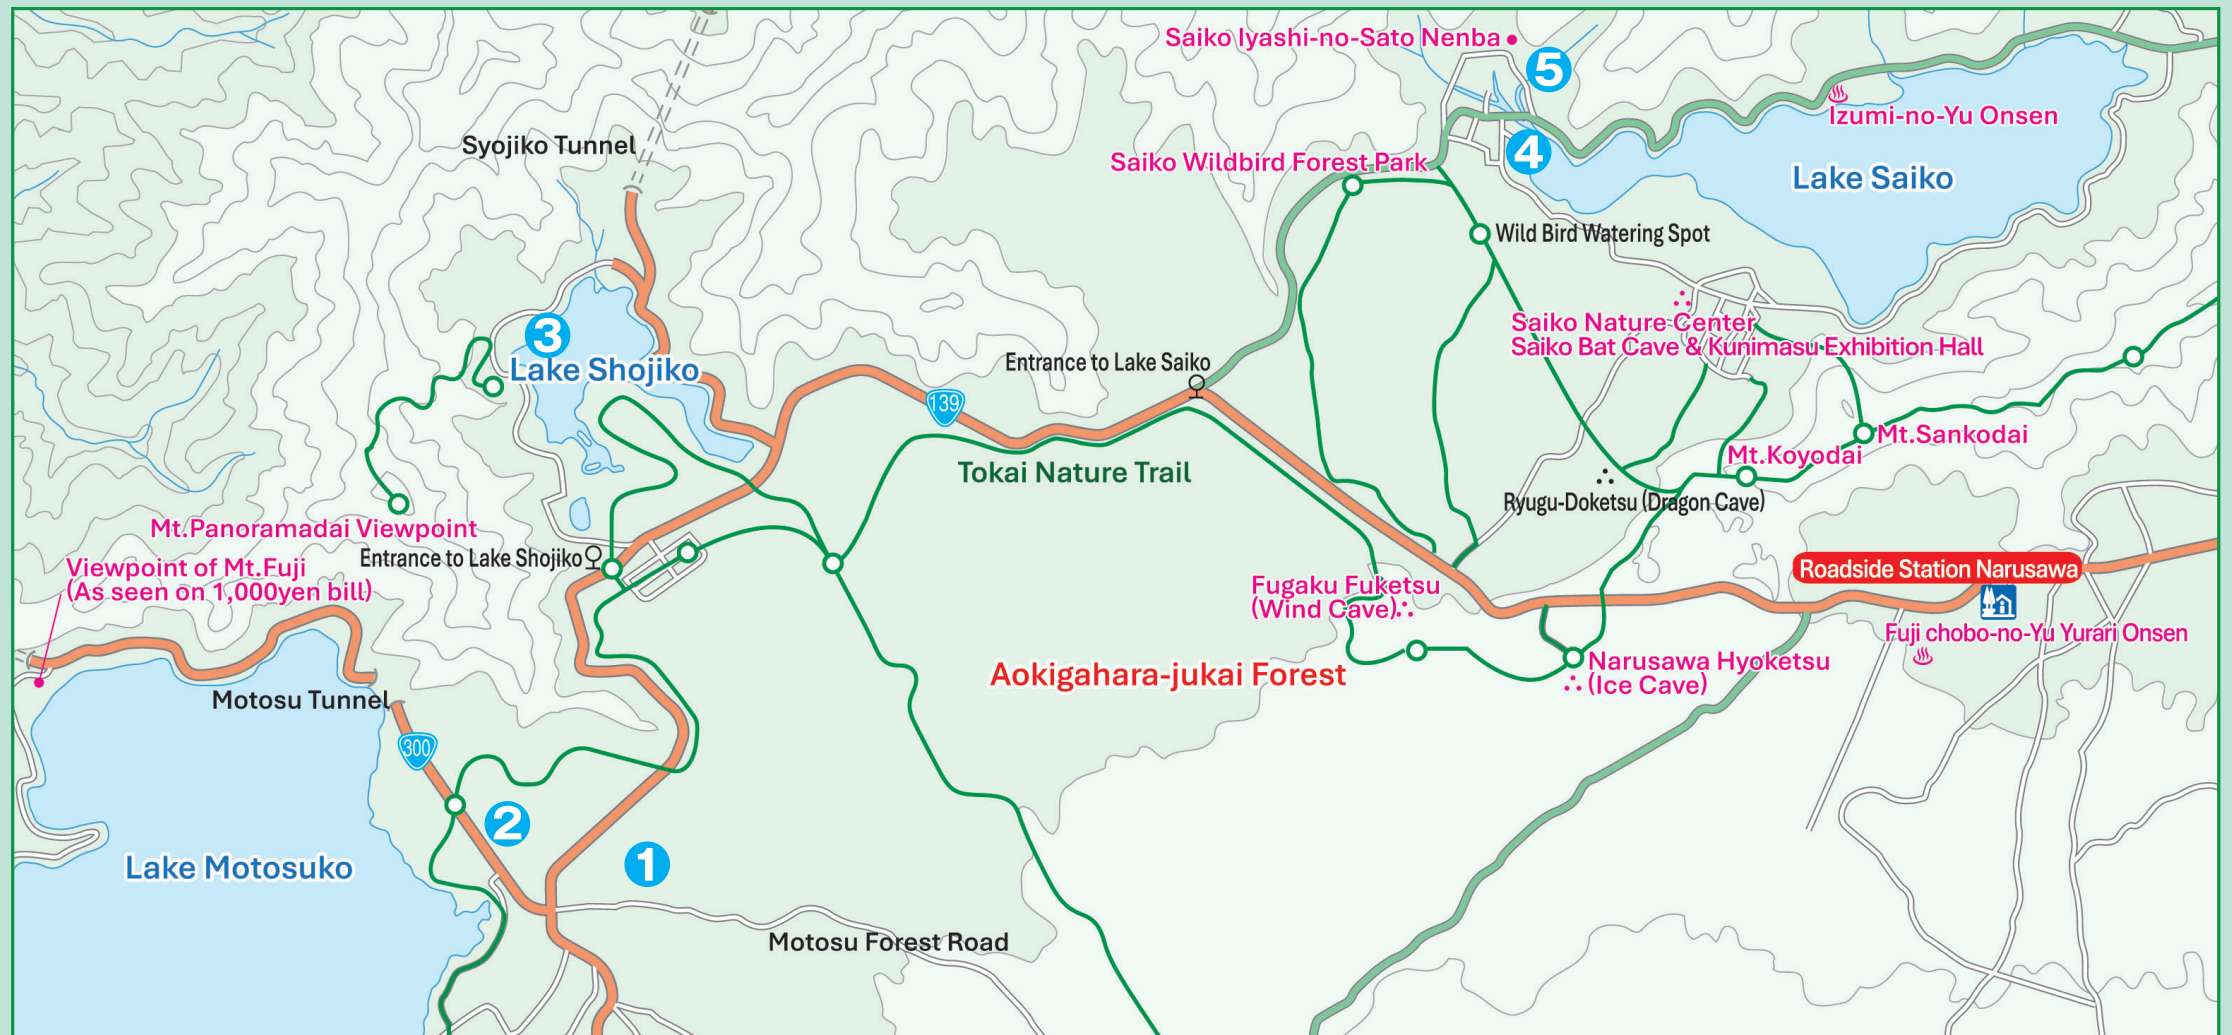 Saiko Iyashi-no-Sato Nenba
5
Izumi-no-Yu Onsen
Syojiko Tunnel
4
Saiko Wildbird Forest Park
Lake Saiko
Wild Bird Watering Spot
3
Lake Shojiko
Saiko Nature Center
Saiko Bat Cave & Kunimasu Exhibition Hall
Entrance to Lake Saiko
139
Tokai Nature Trail
Mt.Sankodai
Mt.Koyodai
Ryugu-Doketsu (Dragon Cave)
Mt.Panoramadai Viewpoint
Entrance to Lake Shojiko
Viewpoint of Mt.Fuji
(As seen on 1,000yen bill)
Roadside Station Narusawa
Fugaku Fuketsu
(Wind Cave)
Fuji chobo-no-Yu Yurari Onsen
Aokigahara-jukai Forest
Narusawa Hyoketsu
(Ice Cave)
Motosu Tunnel
300
2
1
Lake Motosuko
Motosu Forest Road